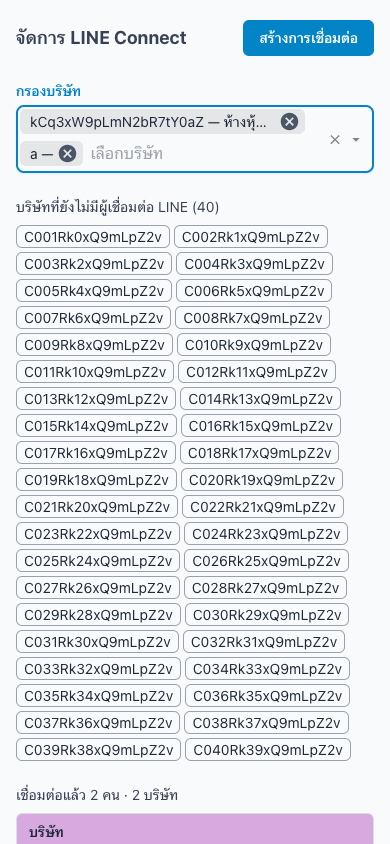 จัดการ LINE Connect
สร้างการเชื่อมต่อ
กรองบริษัท
kCq3xW9pLmN2bR7tY0aZ — ห้างหุ้...
a —
เลือกบริษัท
บริษัทที่ยังไม่มีผู้เชื่อมต่อ LINE (40)
C001Rk0xQ9mLpZ2v C002Rk1xQ9mLpZ2v
C003Rk2xQ9mLpZ2v C004Rk3xQ9mLpZ2v
C005Rk4xQ9mLpZ2v C006Rk5xQ9mLpZ2v
C007Rk6xQ9mLpZ2v C008Rk7xQ9mLpZ2v
C009Rk8xQ9mLpZ2v C010Rk9xQ9mLpZ2v
C011Rk10xQ9mLpZ2v C012Rk11xQ9mLpZ2v
C013Rk12xQ9mLpZ2v C014Rk13xQ9mLpZ2v
C015Rk14xQ9mLpZ2v C016Rk15xQ9mLpZ2v
C017Rk16xQ9mLpZ2v C018Rk17xQ9mLpZ2v
C019Rk18xQ9mLpZ2v C020Rk19xQ9mLpZ2v
C021Rk20xQ9mLpZ2v C022Rk21xQ9mLpZ2v
C023Rk22xQ9mLpZ2v C024Rk23xQ9mLpZ2v
C025Rk24xQ9mLpZ2v C026Rk25xQ9mLpZ2v
C027Rk26xQ9mLpZ2v C028Rk27xQ9mLpZ2v
C029Rk28xQ9mLpZ2v C030Rk29xQ9mLpZ2v
C031Rk30xQ9mLpZ2v C032Rk31xQ9mLpZ2v
C033Rk32xQ9mLpZ2v C034Rk33xQ9mLpZ2v
C035Rk34xQ9mLpZ2v C036Rk35xQ9mLpZ2v
C037Rk36xQ9mLpZ2v C038Rk37xQ9mLpZ2v
C039Rk38xQ9mLpZ2v C040Rk39xQ9mLpZ2v
เชื่อมต่อแล้ว 2 คน · 2 บริษัท
บริษัท